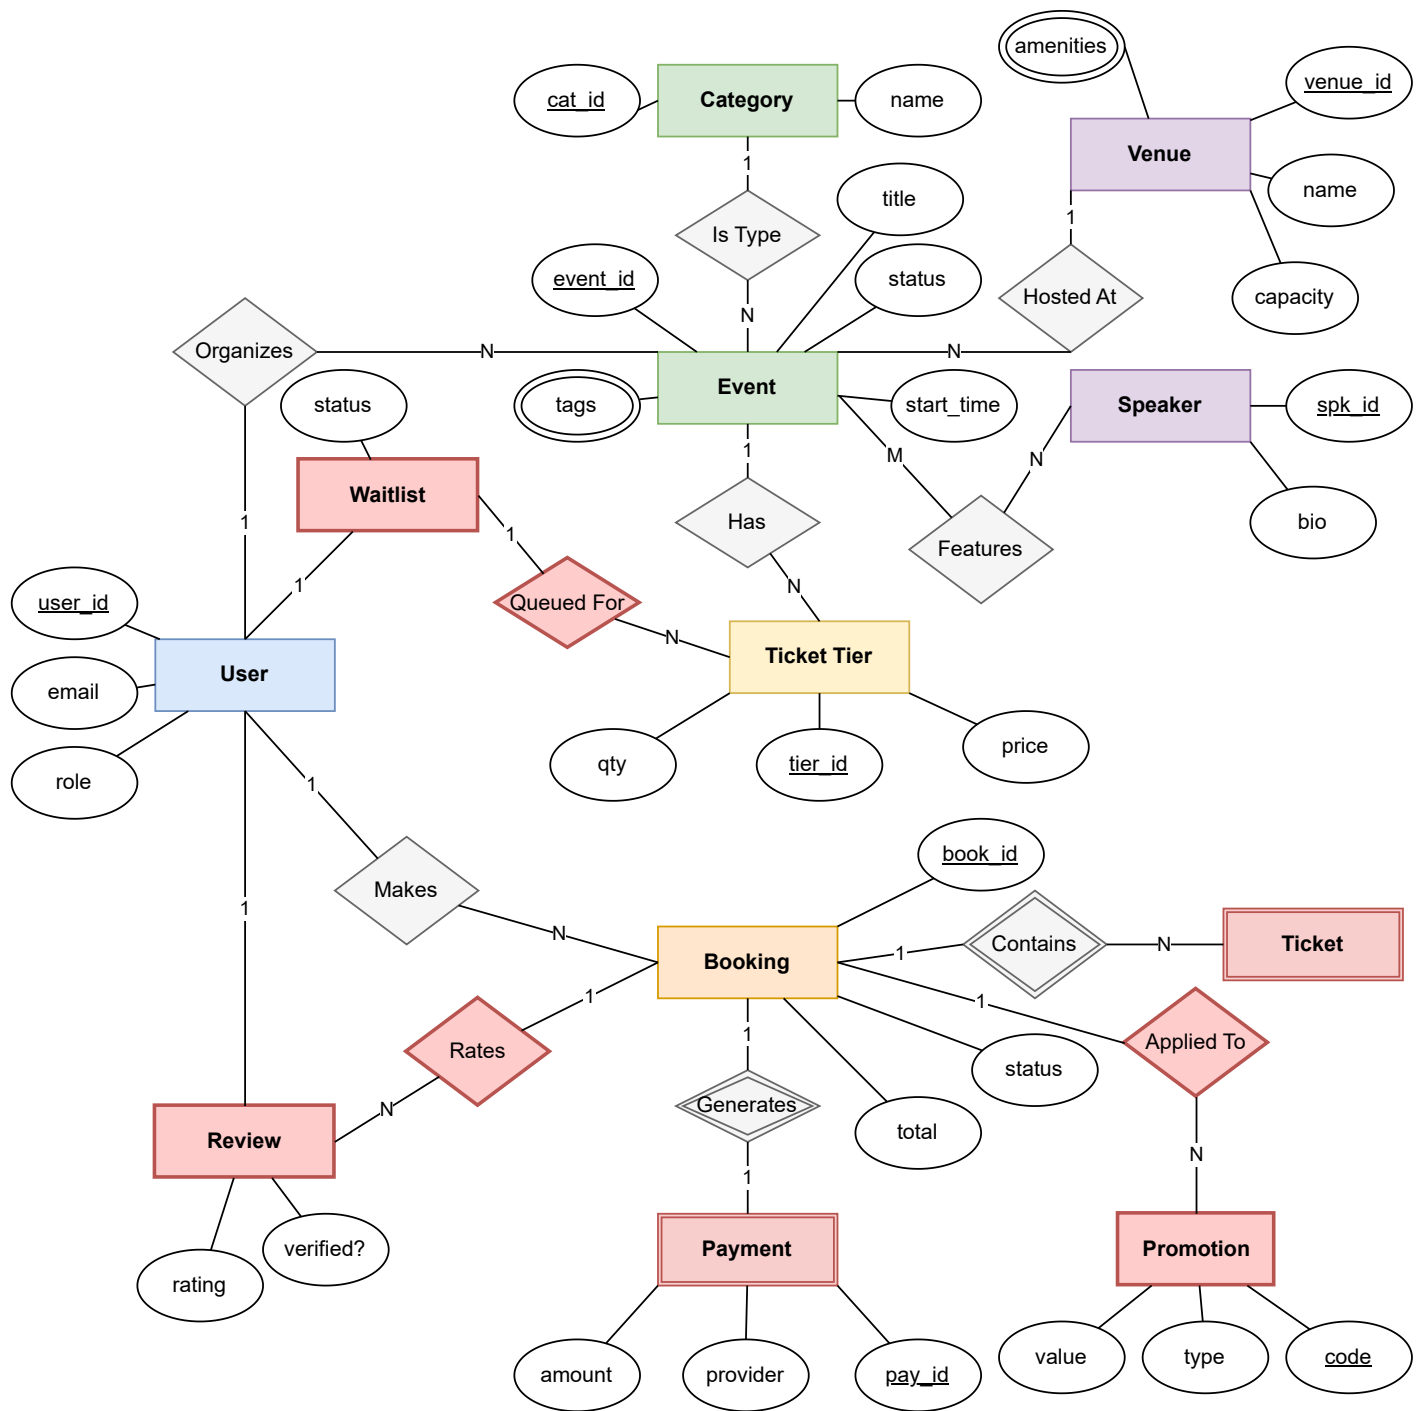 amenities
venue_id
cat_id
Category
name
Venue
1
name
title
1
Is Type
event_id
status
Hosted At
capacity
N
Organizes
N
N
Event
tags
start_time
Speaker
spk_id
status
1
M
N
Waitlist
1
Has
1
bio
Features
1
N
user_id
Queued For
N
User
Ticket Tier
email
role
1
qty
tier_id
price
book_id
Makes
1
N
Contains
N
Ticket
1
Booking
1
1
1
Rates
Applied To
status
N
Generates
total
Review
N
1
verified?
Payment
Promotion
rating
amount
provider
pay_id
value
type
code